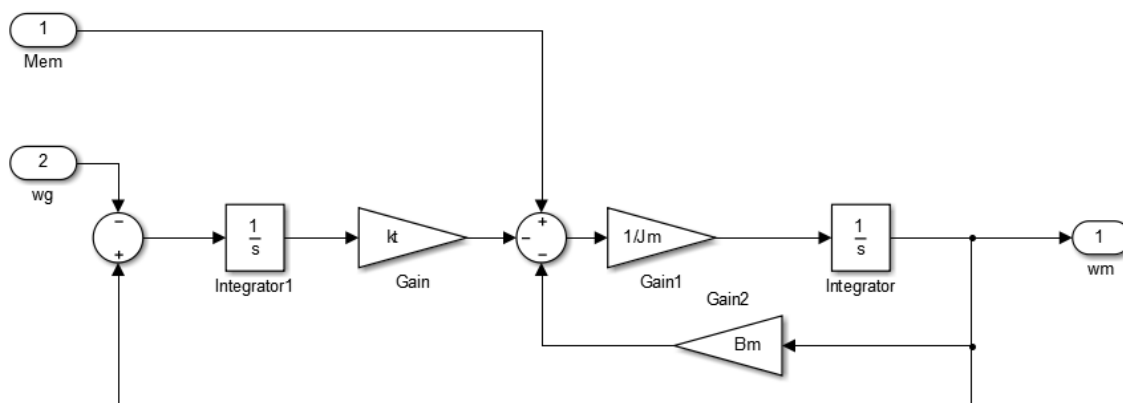 1
Mem
2
wg
−
+
1
s
Integrator1
kt
Gain
+
−
−
1/Jm
Gain1
1
s
Integrator
1
wm
Gain2
Bm